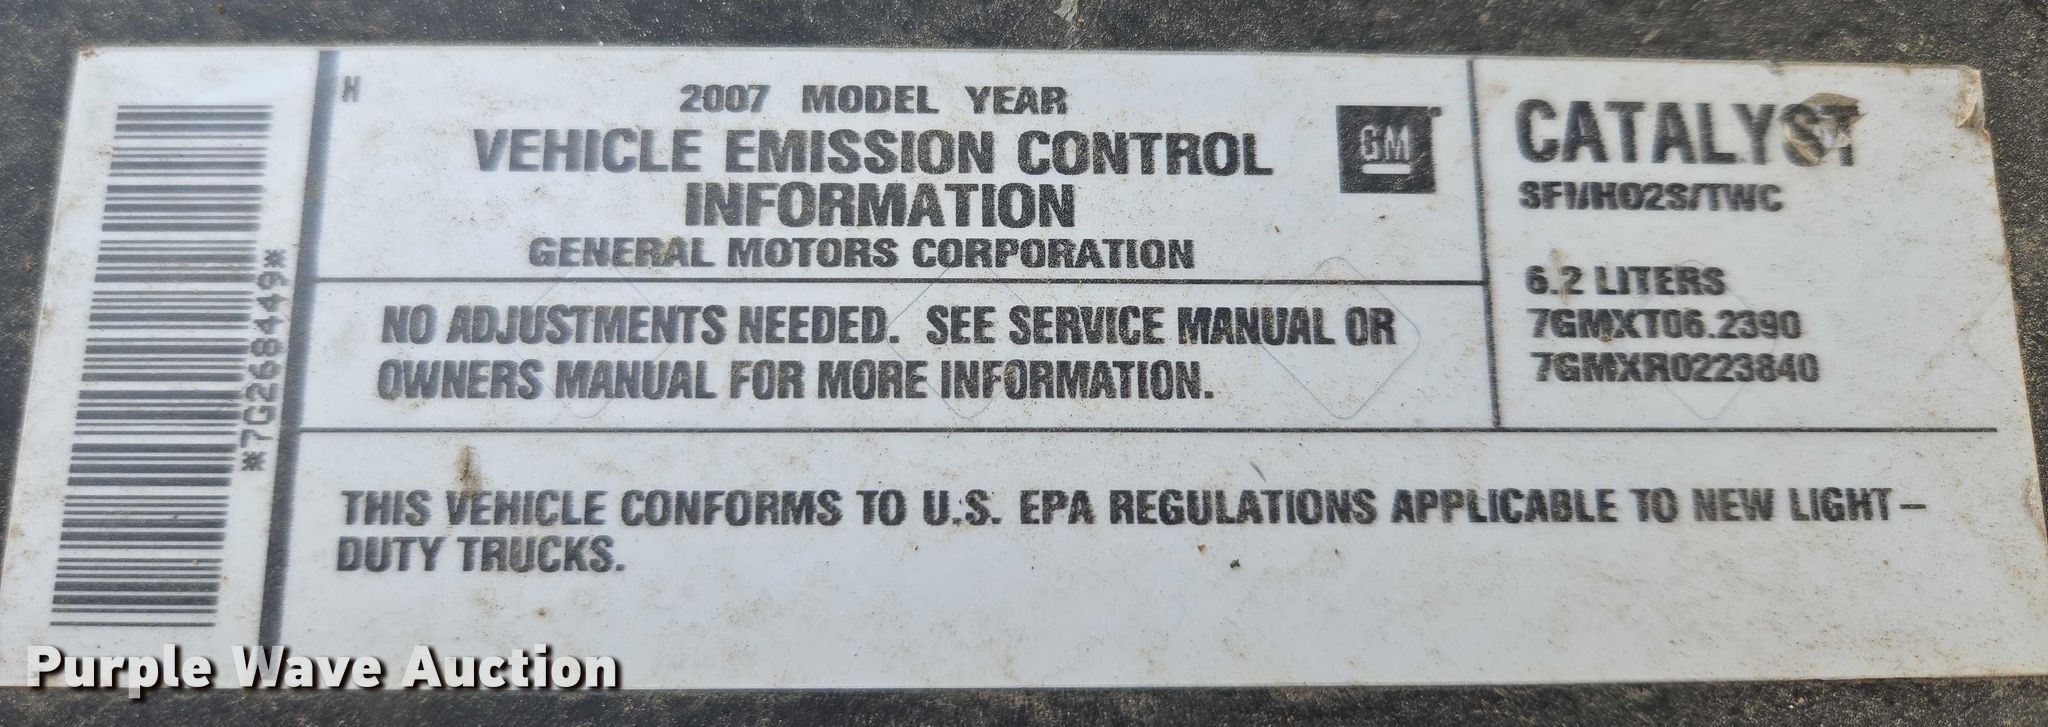 *7G268449*
H
2007 MODEL YEAR
VEHICLE EMISSION CONTROL
INFORMATION
GENERAL MOTORS CORPORATION
GM
CATALYST
SFI/HO2S/TWC
6.2 LITERS
7GMXT06.2390
7GMXR0223840
NO ADJUSTMENTS NEEDED. SEE SERVICE MANUAL OR
OWNERS MANUAL FOR MORE INFORMATION.
THIS VEHICLE CONFORMS TO U.S. EPA REGULATIONS APPLICABLE TO NEW LIGHT-
DUTY TRUCKS.
Purple Wave Auction